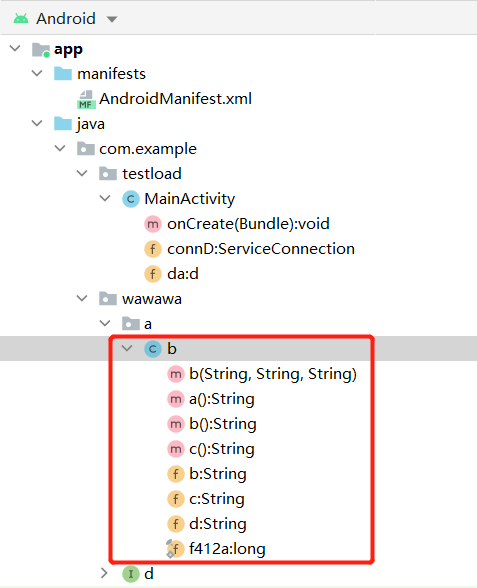 Android
app
manifests
AndroidManifest.xml
java
com.example
testload
MainActivity
onCreate(Bundle):void
connD:ServiceConnection
da:d
wawawa
a
b
b(String, String, String)
a():String
b():String
c():String
b:String
c:String
d:String
f412a:long
d